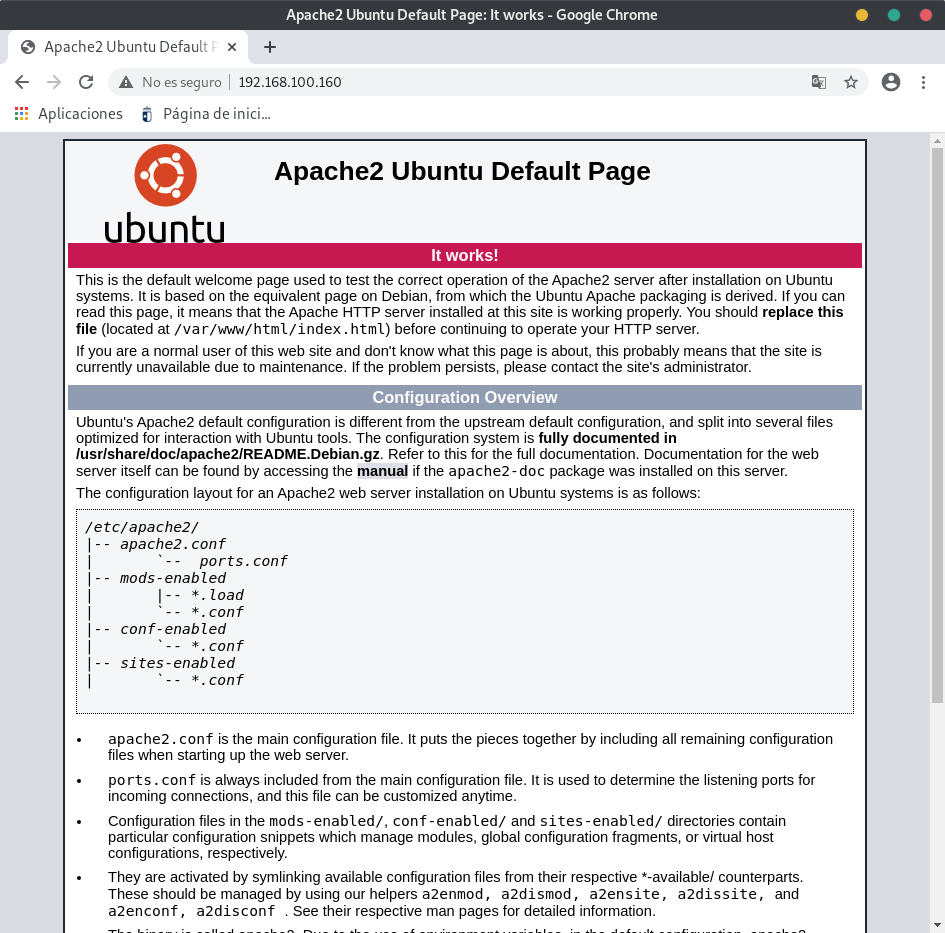 Apache2 Ubuntu Default Page: It works - Google Chrome
Apache2 Ubuntu Default P
No es seguro | 192.168.100.160
Aplicaciones Página de inici...
ubuntu
Apache2 Ubuntu Default Page
It works!
This is the default welcome page used to test the correct operation of the Apache2 server after installation on Ubuntu
systems. It is based on the equivalent page on Debian, from which the Ubuntu Apache packaging is derived. If you can
read this page, it means that the Apache HTTP server installed at this site is working properly. You should replace this
file (located at /var/www/html/index.html) before continuing to operate your HTTP server.
If you are a normal user of this web site and don't know what this page is about, this probably means that the site is
currently unavailable due to maintenance. If the problem persists, please contact the site's administrator.
Configuration Overview
Ubuntu's Apache2 default configuration is different from the upstream default configuration, and split into several files
optimized for interaction with Ubuntu tools. The configuration system is fully documented in
/usr/share/doc/apache2/README.Debian.gz. Refer to this for the full documentation. Documentation for the web
server itself can be found by accessing the manual if the apache2-doc package was installed on this server.
The configuration layout for an Apache2 web server installation on Ubuntu systems is as follows:
/etc/apache2/
|-- apache2.conf
|       `--  ports.conf
|-- mods-enabled
|       |-- *.load
|       `-- *.conf
|-- conf-enabled
|       `-- *.conf
|-- sites-enabled
|       `-- *.conf
• apache2.conf is the main configuration file. It puts the pieces together by including all remaining configuration
files when starting up the web server.
• ports.conf is always included from the main configuration file. It is used to determine the listening ports for
incoming connections, and this file can be customized anytime.
• Configuration files in the mods-enabled/, conf-enabled/ and sites-enabled/ directories contain
particular configuration snippets which manage modules, global configuration fragments, or virtual host
configurations, respectively.
• They are activated by symlinking available configuration files from their respective *-available/ counterparts.
These should be managed by using our helpers a2enmod, a2dismod, a2ensite, a2dissite, and
a2enconf, a2disconf . See their respective man pages for detailed information.
• The binary is called apache2. Due to the use of environment variables, in the default configuration, apache2